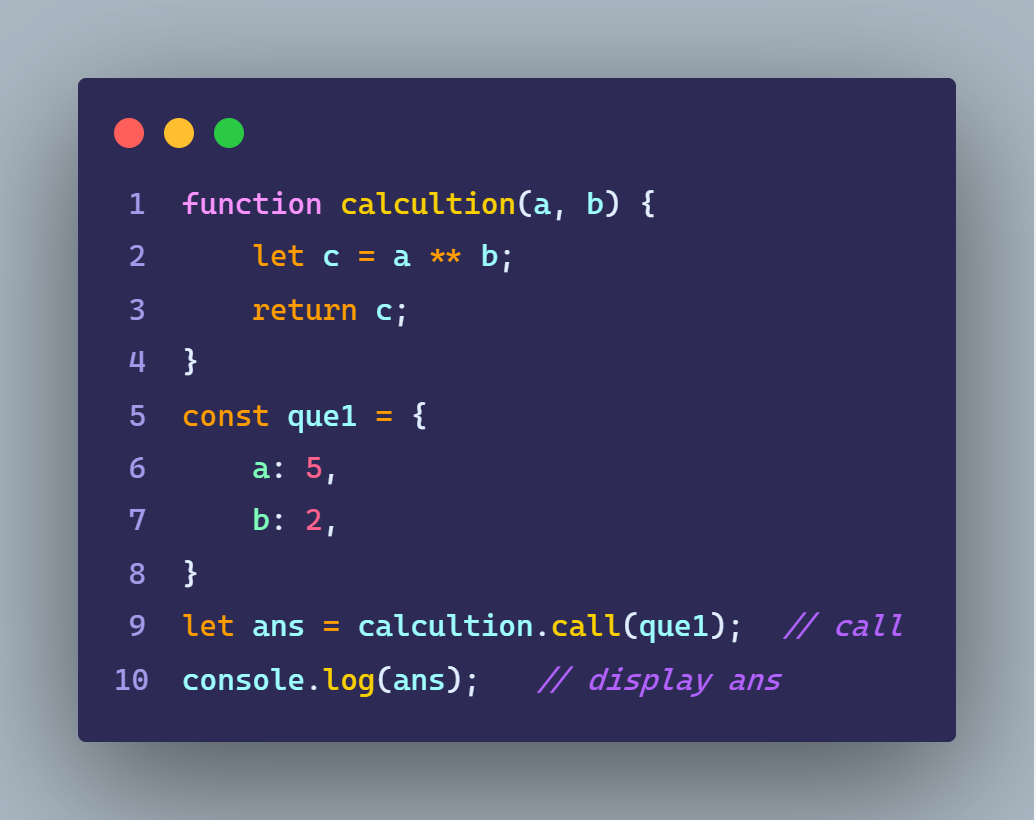 1 function calcultion(a, b) {
2     let c = a ** b;
3     return c;
4 }
5 const que1 = {
6     a: 5,
7     b: 2,
8 }
9 let ans = calcultion.call(que1);  // call
10 console.log(ans);   // display ans